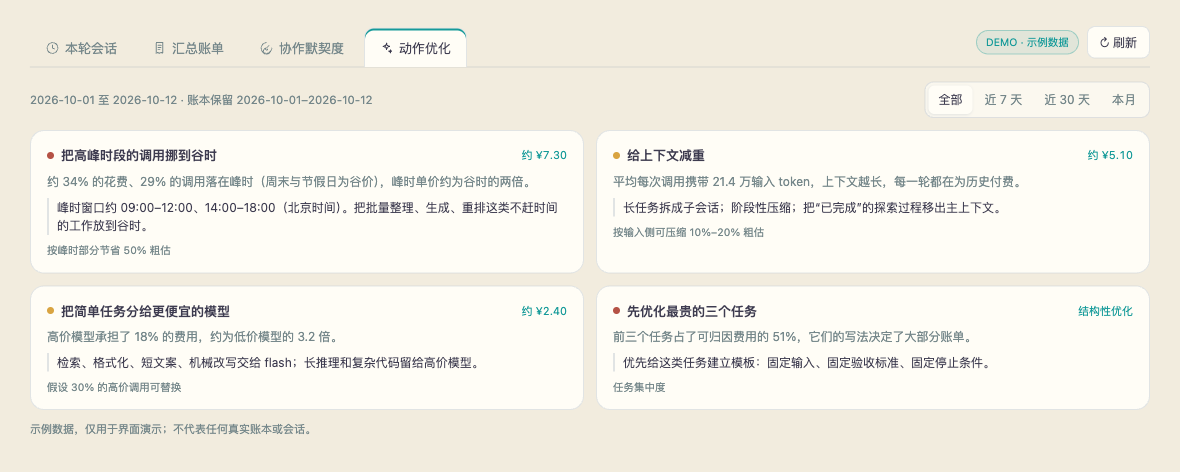 本轮会话
汇总账单
协作默契度
动作优化
DEMO · 示例数据
刷新
2026-10-01 至 2026-10-12 · 账本保留 2026-10-01–2026-10-12
全部
近 7 天
近 30 天
本月
把高峰时段的调用挪到谷时
约 ¥7.30
约 34% 的花费、29% 的调用落在峰时（周末与节假日为谷价），峰时单价约为谷时的两倍。
峰时窗口约 09:00–12:00、14:00–18:00（北京时间）。把批量整理、生成、重排这类不赶时间
的工作放到谷时。
按峰时部分节省 50% 粗估
给上下文减重
约 ¥5.10
平均每次调用携带 21.4 万输入 token，上下文越长，每一轮都在为历史付费。
长任务拆成子会话；阶段性压缩；把“已完成”的探索过程移出主上下文。
按输入侧可压缩 10%–20% 粗估
把简单任务分给更便宜的模型
约 ¥2.40
高价模型承担了 18% 的费用，约为低价模型的 3.2 倍。
检索、格式化、短文案、机械改写交给 flash；长推理和复杂代码留给高价模型。
假设 30% 的高价调用可替换
先优化最贵的三个任务
结构性优化
前三个任务占了可归因费用的 51%，它们的写法决定了大部分账单。
优先给这类任务建立模板：固定输入、固定验收标准、固定停止条件。
任务集中度
示例数据，仅用于界面演示；不代表任何真实账本或会话。